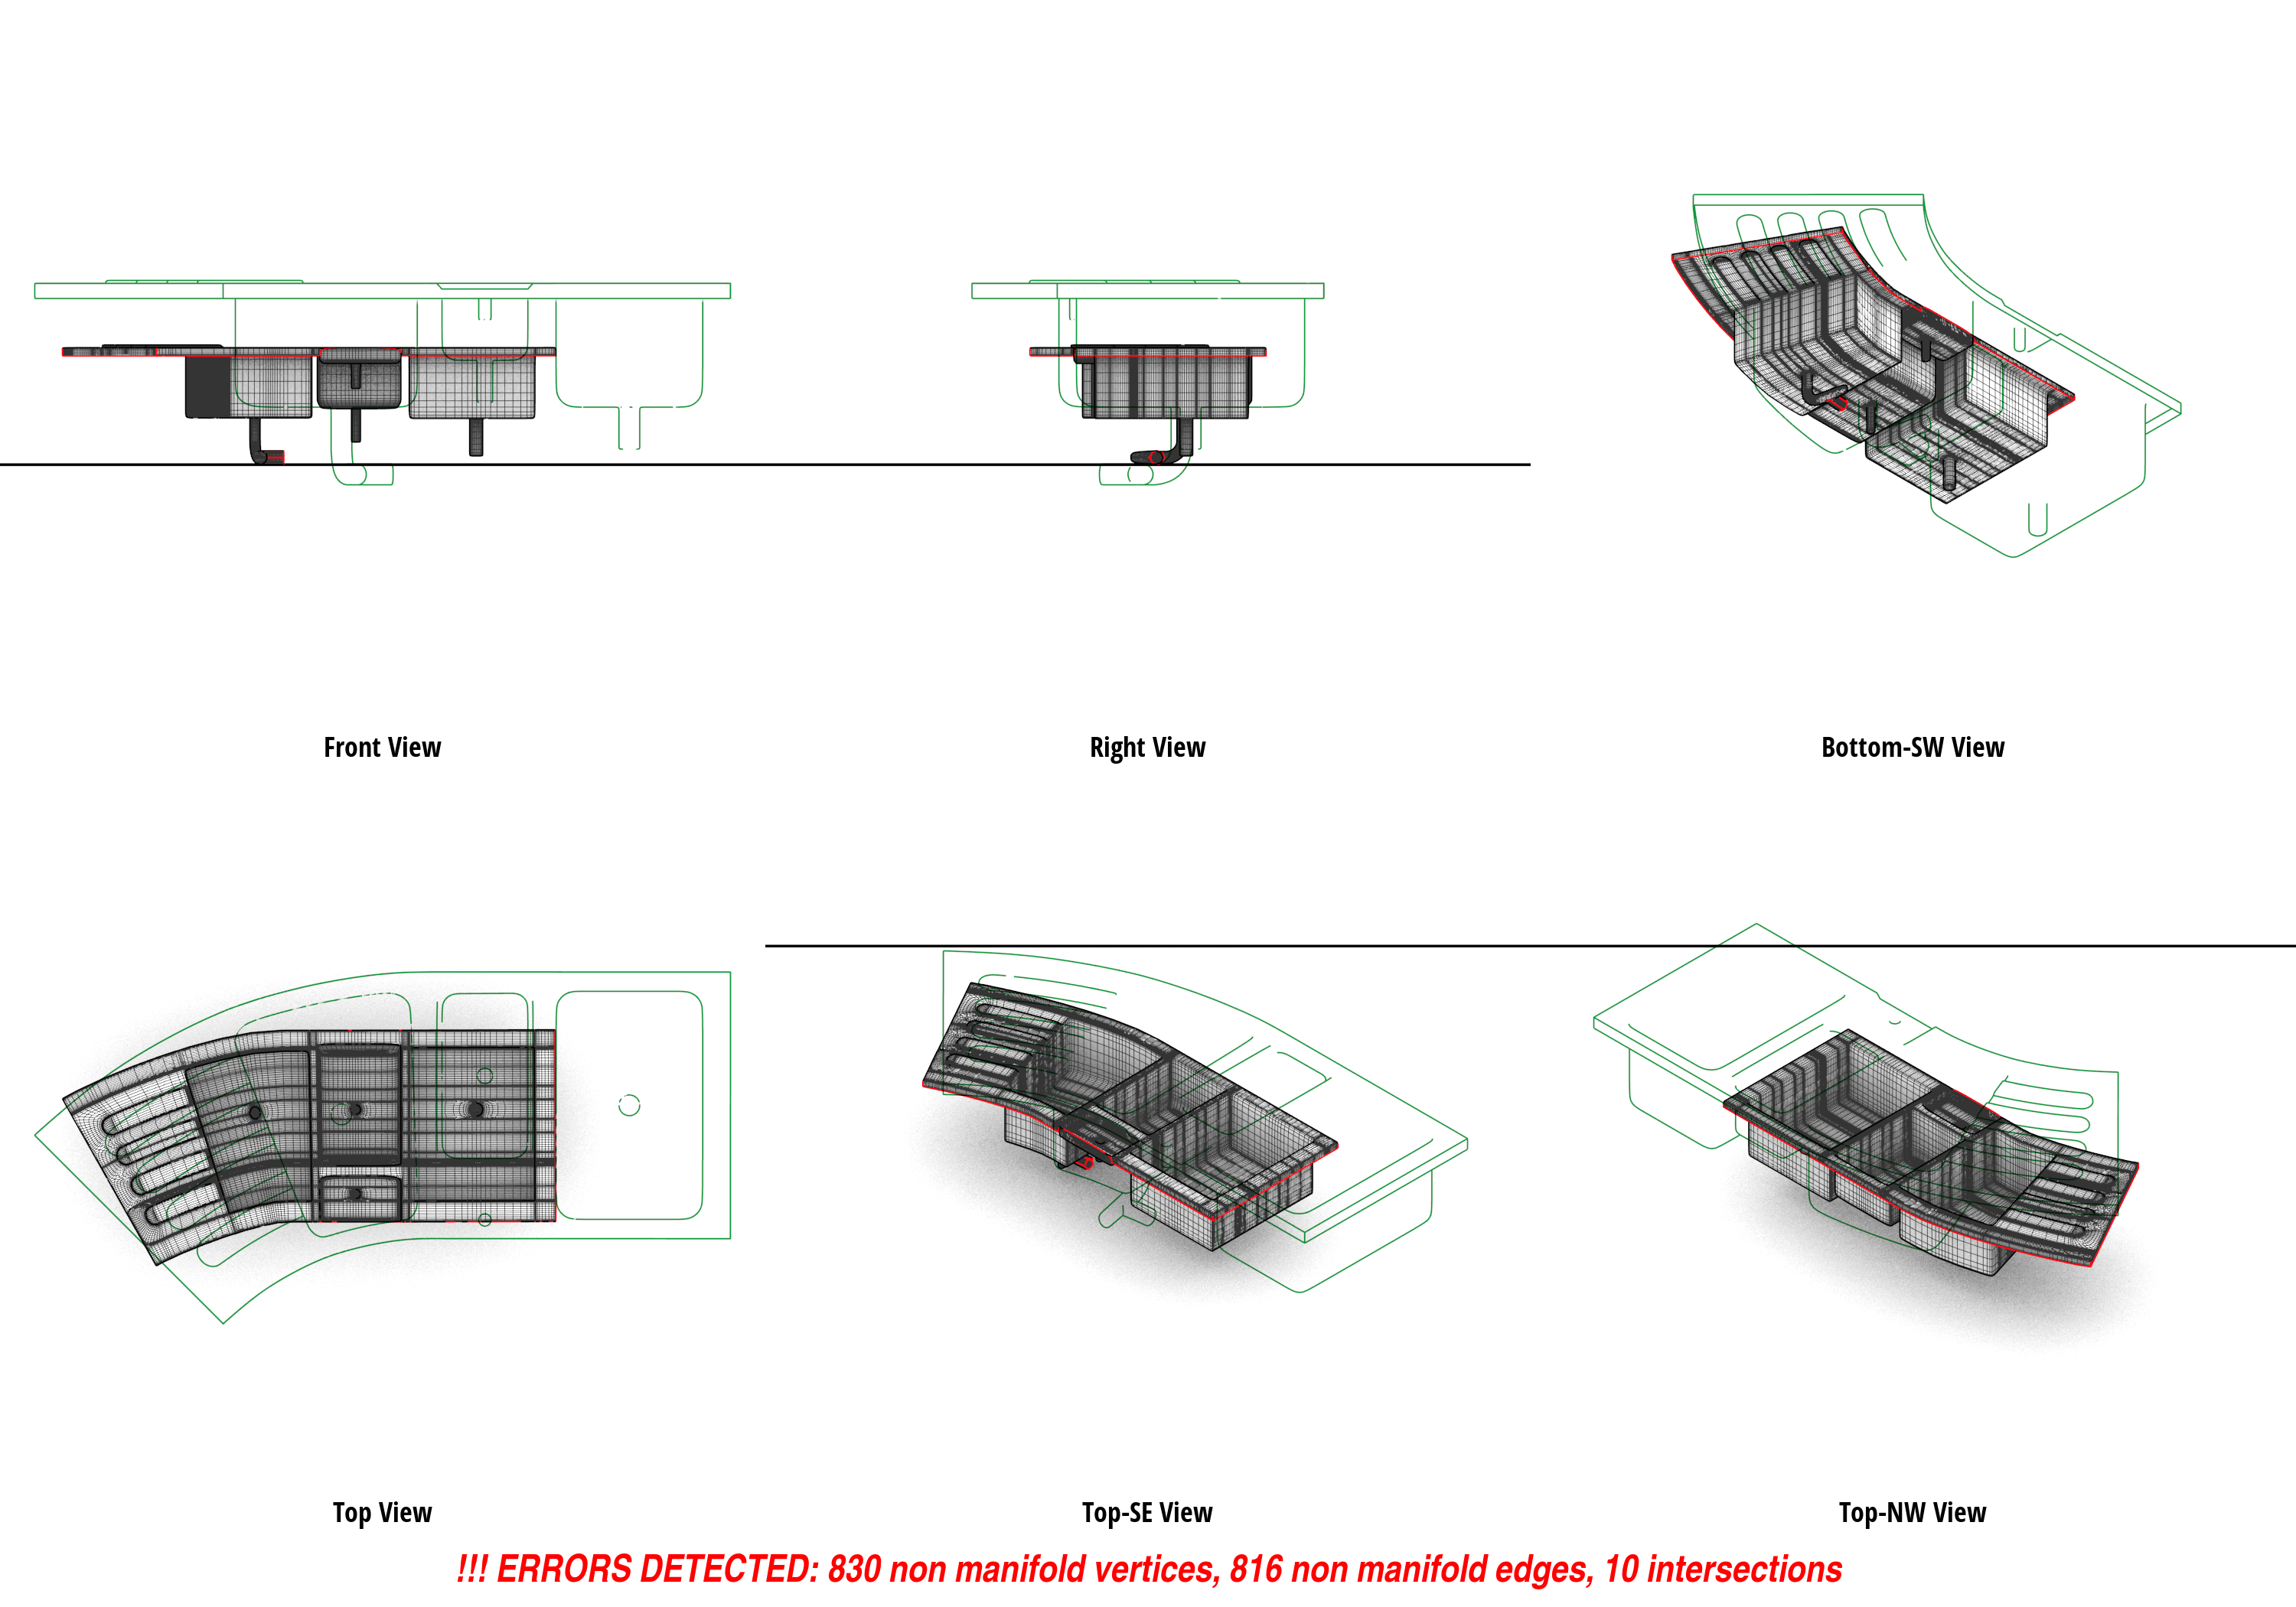 Front View
Right View
Bottom-SW View
Top View
Top-SE View
Top-NW View
!!! ERRORS DETECTED: 830 non manifold vertices, 816 non manifold edges, 10 intersections